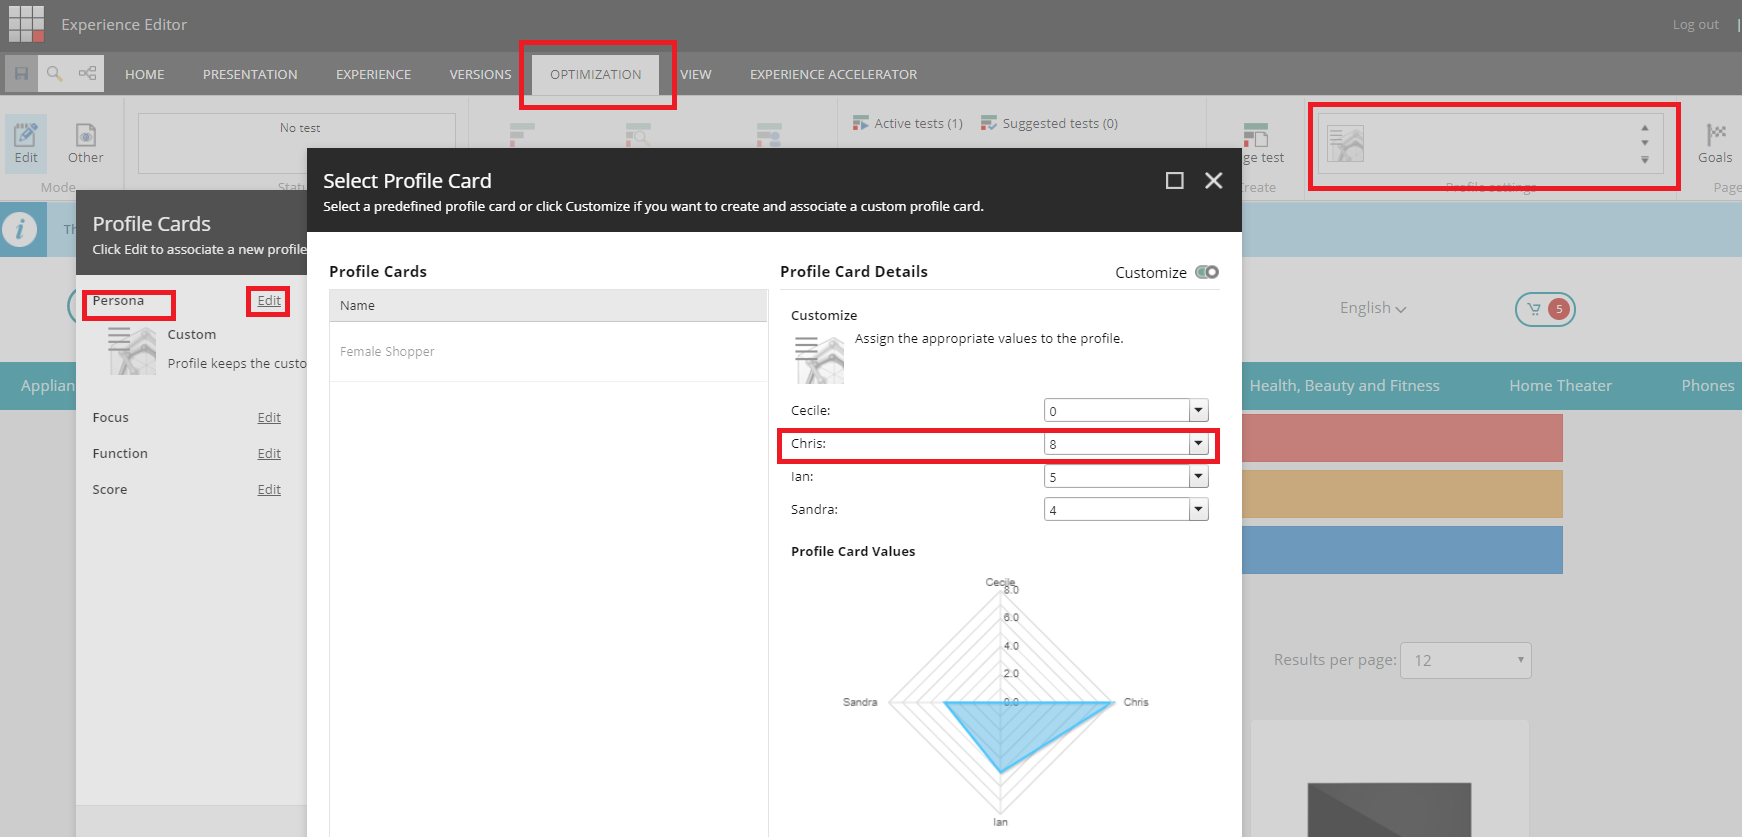 Experience Editor
Log out
HOME PRESENTATION EXPERIENCE VERSIONS OPTIMIZATION VIEW EXPERIENCE ACCELERATOR
No test
Active tests (1) Suggested tests (0)
Edit Other
ge test
Goals
Mode
Statu
Create
Profile settings
Page
Select Profile Card
Select a predefined profile card or click Customize if you want to create and associate a custom profile card.
Th
Profile Cards
Click Edit to associate a new profile
Persona Edit
Custom
Profile keeps the custo
Focus Edit
Function Edit
Score Edit
Profile Cards
Name
Female Shopper
Profile Card Details Customize
Customize
Assign the appropriate values to the profile.
Cecile: 0
Chris: 8
Ian: 5
Sandra: 4
Profile Card Values
Cecile
8.0
6.0
4.0
2.0
0.0
Sandra
Chris
Ian
English
5
Applian
Health, Beauty and Fitness Home Theater Phones
Results per page: 12